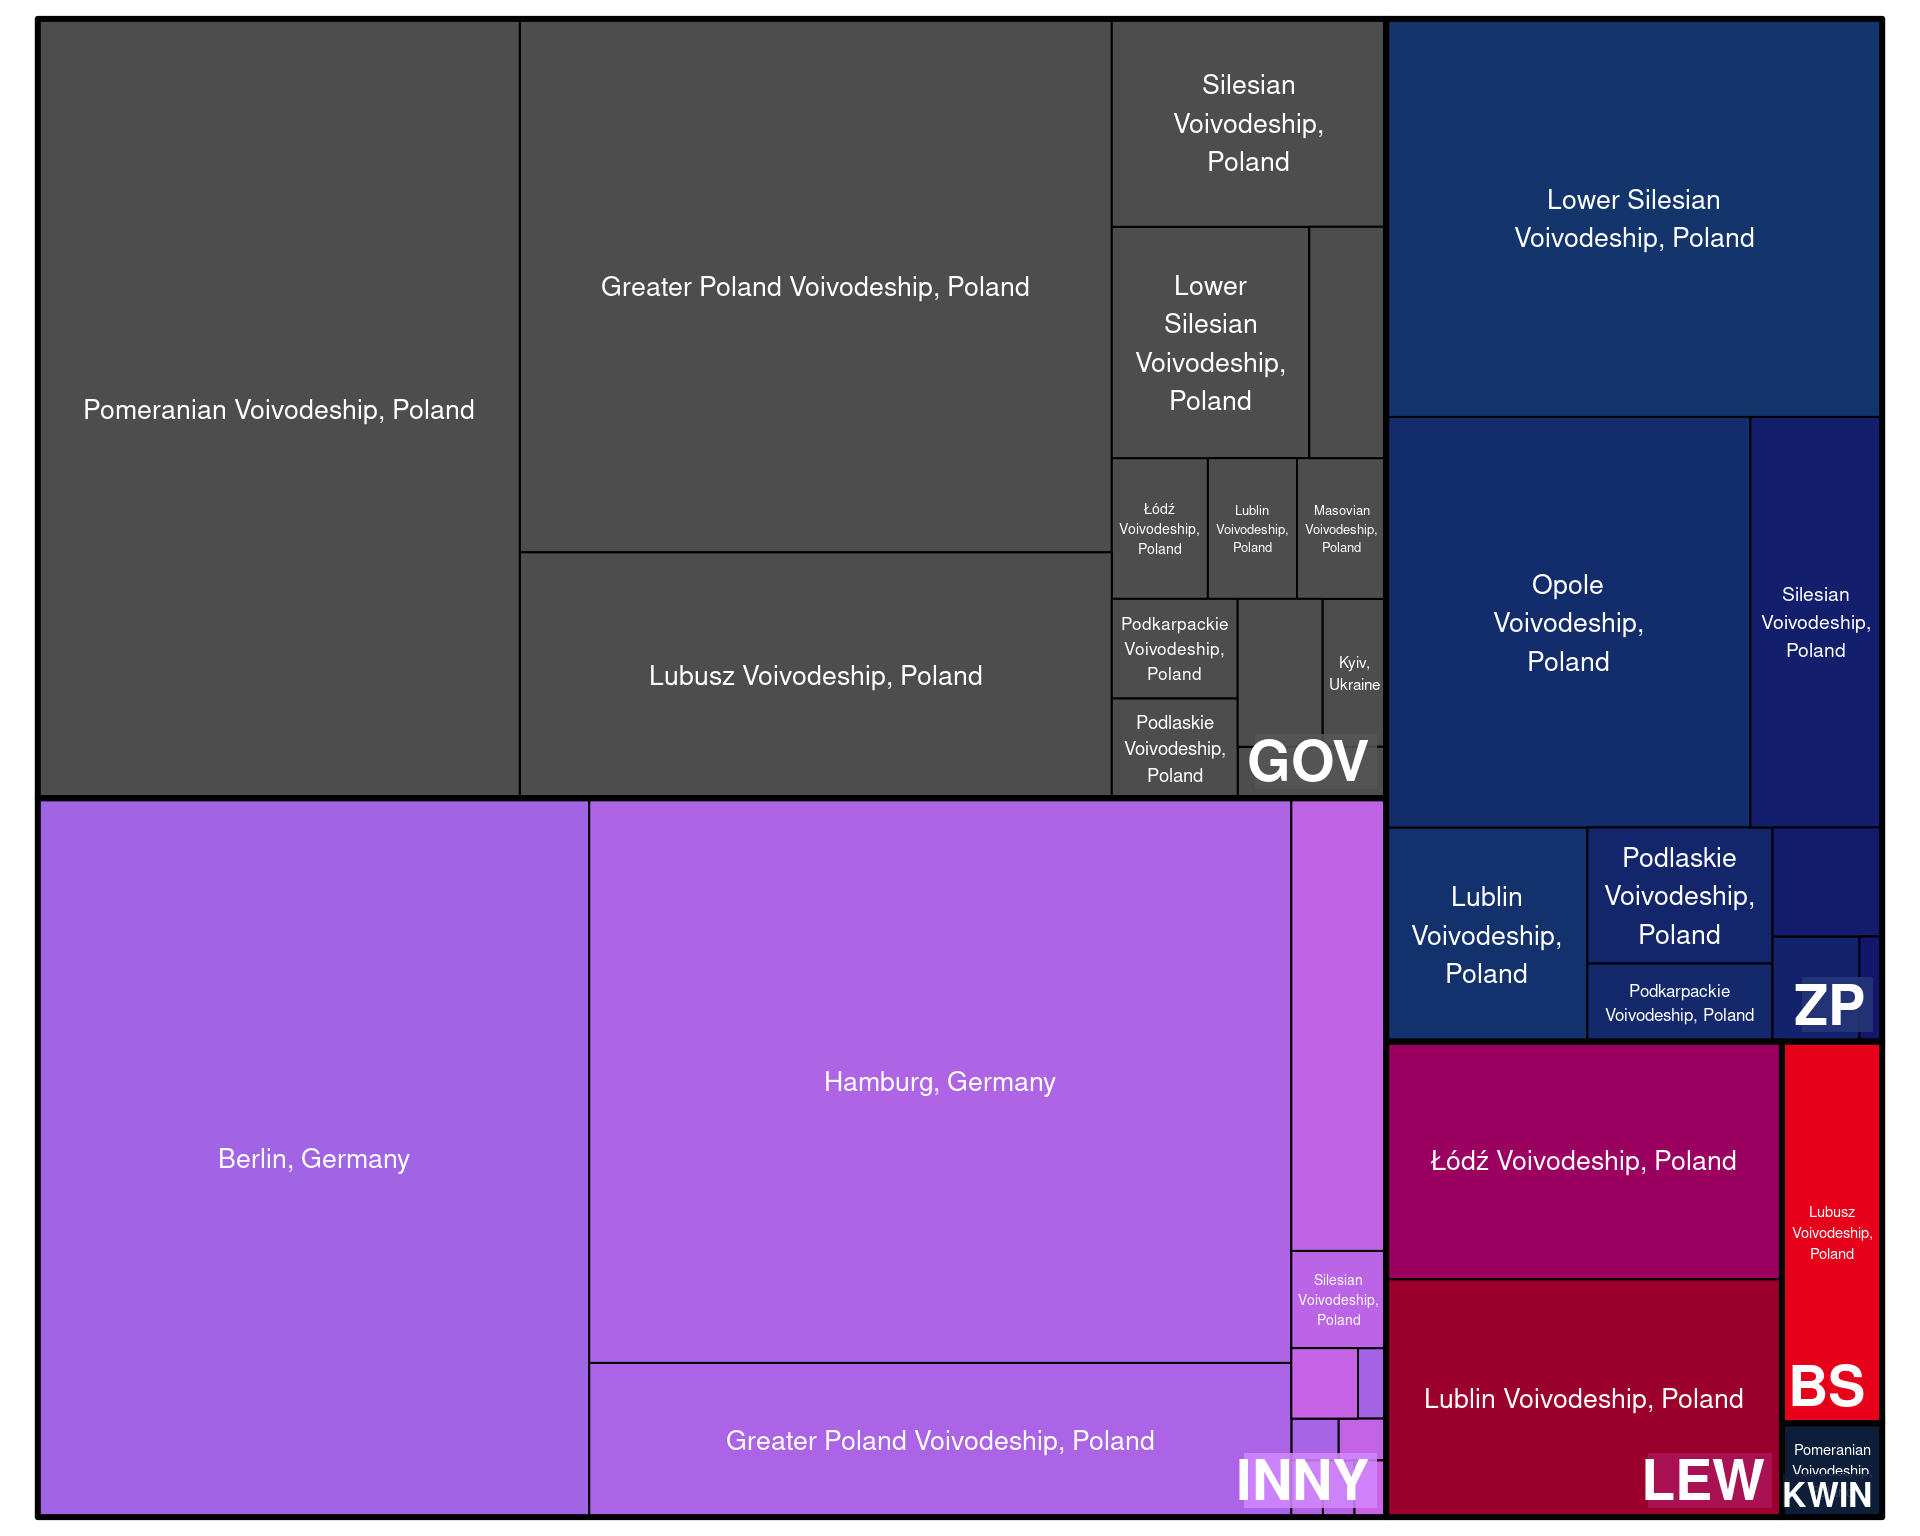 Pomeranian Voivodeship, Poland
Greater Poland Voivodeship, Poland
Lubusz Voivodeship, Poland
Silesian
Voivodeship,
Poland
Lower
Silesian
Voivodeship,
Poland
Łódź
Voivodeship,
Poland
Lublin
Voivodeship,
Poland
Masovian
Voivodeship,
Poland
Podkarpackie
Voivodeship,
Poland
Podlaskie
Voivodeship,
Poland
Kyiv,
Ukraine
GOV
Berlin, Germany
Hamburg, Germany
Greater Poland Voivodeship, Poland
Silesian
Voivodeship,
Poland
INNY
Lower Silesian
Voivodeship, Poland
Opole
Voivodeship,
Poland
Silesian
Voivodeship,
Poland
Lublin
Voivodeship,
Poland
Podlaskie
Voivodeship,
Poland
Podkarpackie
Voivodeship, Poland
ZP
Łódź Voivodeship, Poland
Lublin Voivodeship, Poland
LEW
Lubusz
Voivodeship,
Poland
BS
Pomeranian
Voivodeship,
KWIN